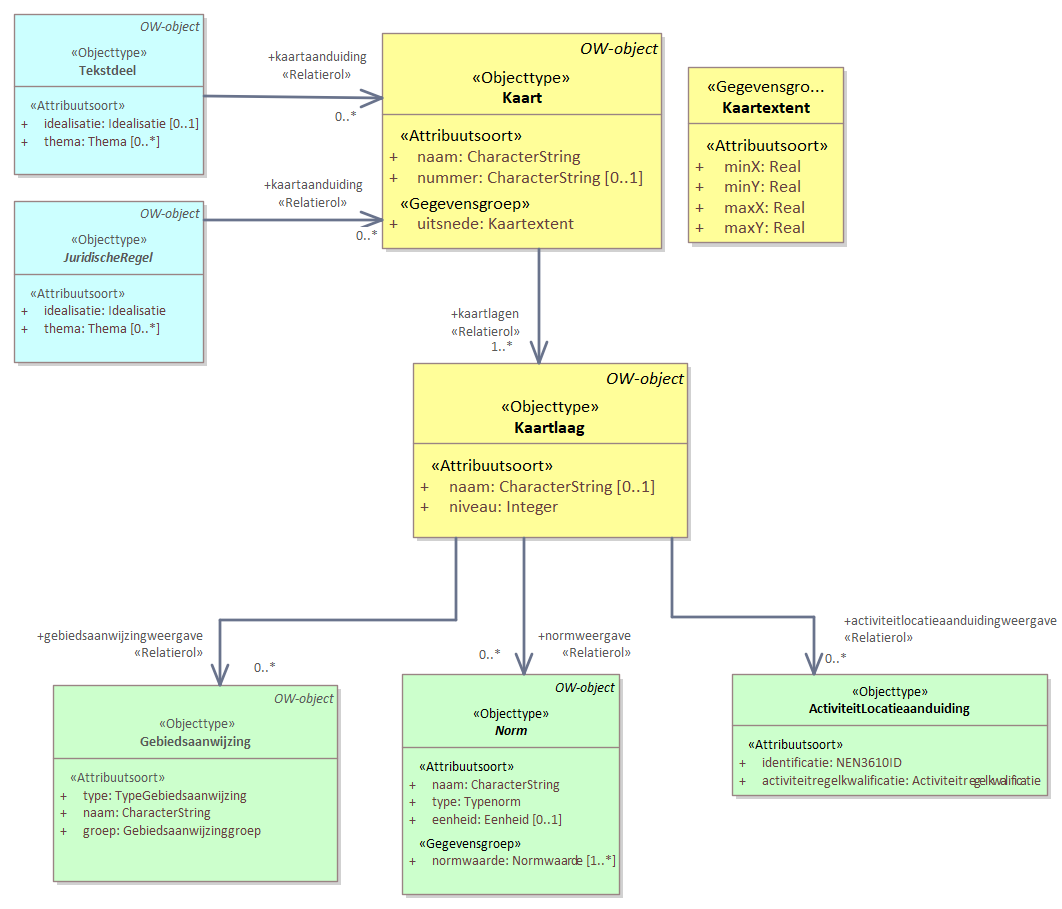 OW-object
«Objecttype»
Tekstdeel
«Attribuutsoort»
+ idealisatie: Idealisatie [0..1]
+ thema: Thema [0..*]
+kaartaanduiding
«Relatierol»
0..*
OW-object
«Objecttype»
Kaart
«Attribuutsoort»
+ naam: CharacterString
+ nummer: CharacterString [0..1]
«Gegevensgroep»
+ uitsnede: Kaartextent
«Gegevensgro...
Kaartextent
«Attribuutsoort»
+ minX: Real
+ minY: Real
+ maxX: Real
+ maxY: Real
OW-object
«Objecttype»
JuridischeRegel
«Attribuutsoort»
+ idealisatie: Idealisatie
+ thema: Thema [0..*]
+kaartaanduiding
«Relatierol»
0..*
+kaartlagen
«Relatierol»
1..*
OW-object
«Objecttype»
Kaartlaag
«Attribuutsoort»
+ naam: CharacterString [0..1]
+ niveau: Integer
+gebiedsaanwijzingweergave
«Relatierol»
0..*
+normweergave
0..*
«Relatierol»
+activiteitlocatieaanduidingweergave
«Relatierol»
0..*
OW-object
«Objecttype»
Gebiedsaanwijzing
«Attribuutsoort»
+ type: TypeGebiedsaanwijzing
+ naam: CharacterString
+ groep: Gebiedsaanwijzinggroep
OW-object
«Objecttype»
Norm
«Attribuutsoort»
+ naam: CharacterString
+ type: Typenorm
+ eenheid: Eenheid [0..1]
«Gegevensgroep»
+ normwaarde: Normwaarde [1..*]
«Objecttype»
ActiviteitLocatieaanduiding
«Attribuutsoort»
+ identificatie: NEN3610ID
+ activiteitregelkwalificatie: Activiteitregelkwalificatie